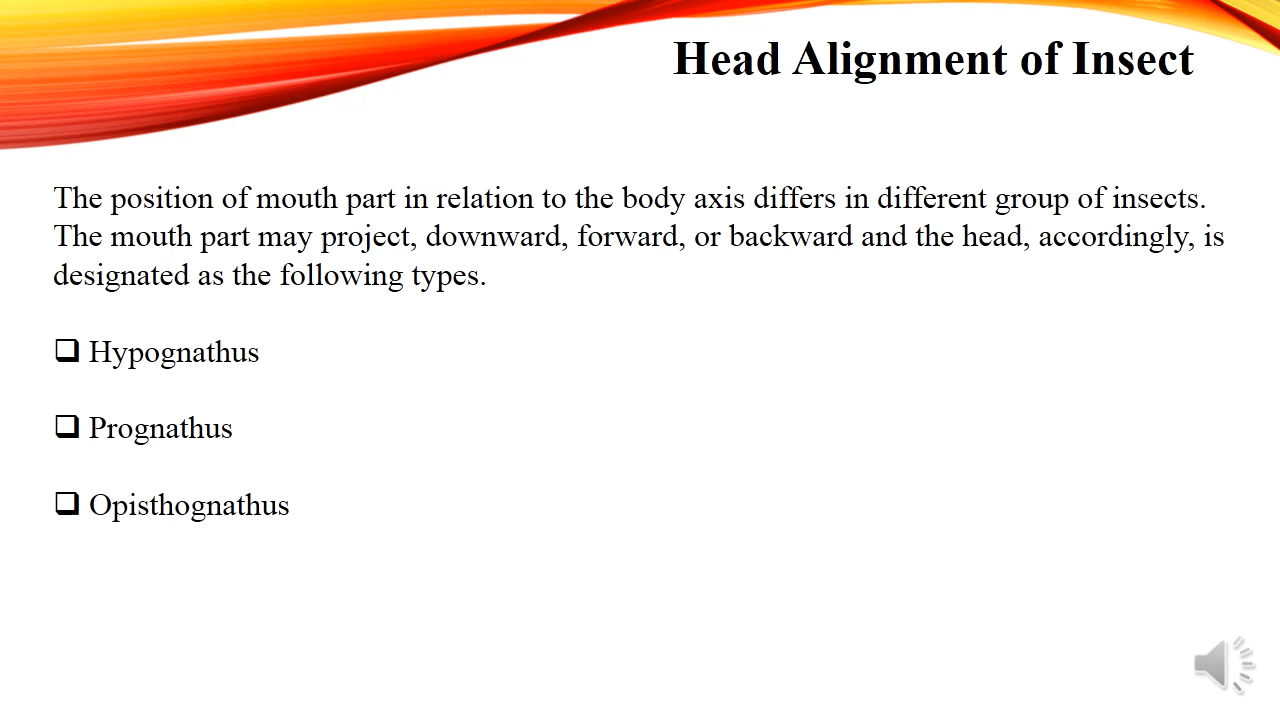 Head Alignment of Insect
The position of mouth part in relation to the body axis differs in different group of insects.
The mouth part may project, downward, forward, or backward and the head, accordingly, is
designated as the following types.
❑ Hypognathus
❑ Prognathus
❑ Opisthognathus